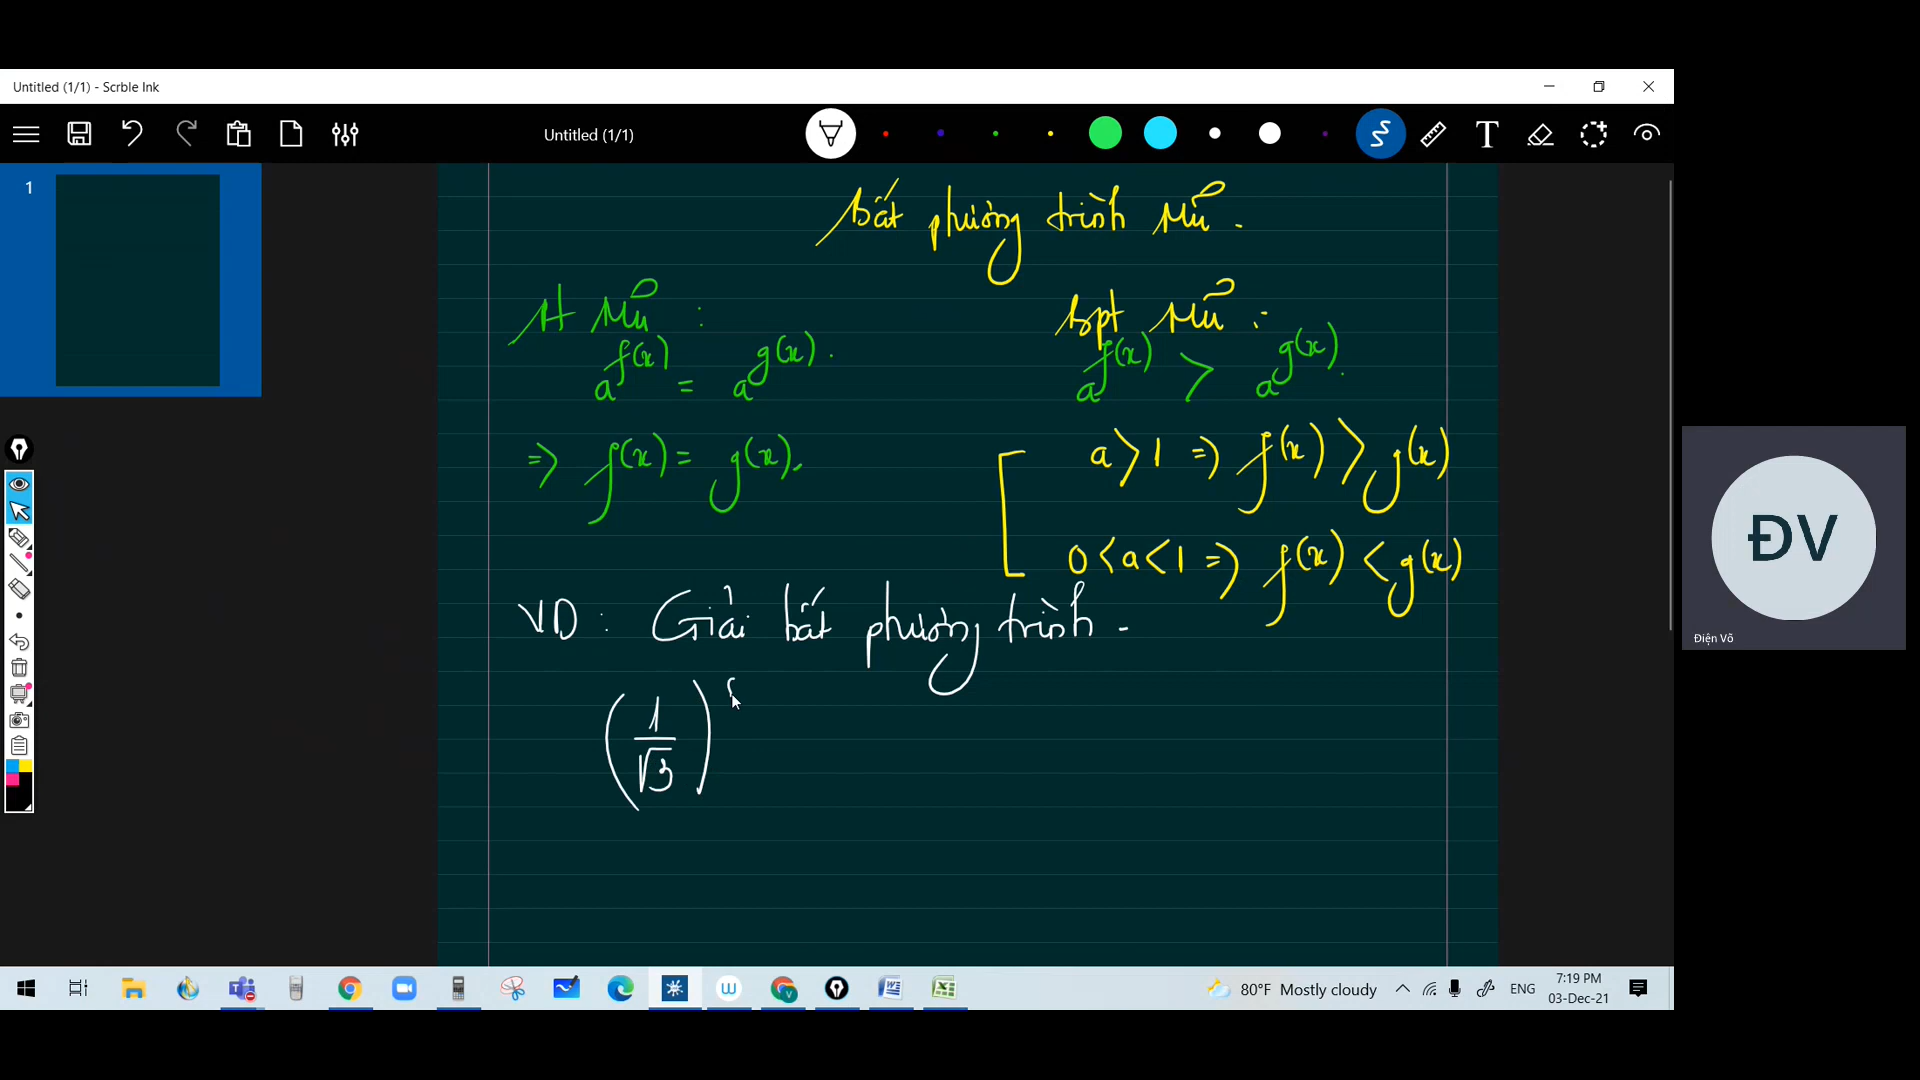 Untitled (1/1) - Scrble Ink
Untitled (1/1)
T
1
bất phương trình Mũ.
pt Mũ :
bpt Mũ :
a^f(x) = a^g(x).
a^f(x) > a^g(x).
=> f(x) = g(x).
a > 1 => f(x) > g(x)
0 < a < 1 => f(x) < g(x)
VD : Giải bất phương trình -
(1/√3)
ĐV
Điện Võ
80°F Mostly cloudy
ENG
7:19 PM
03-Dec-21